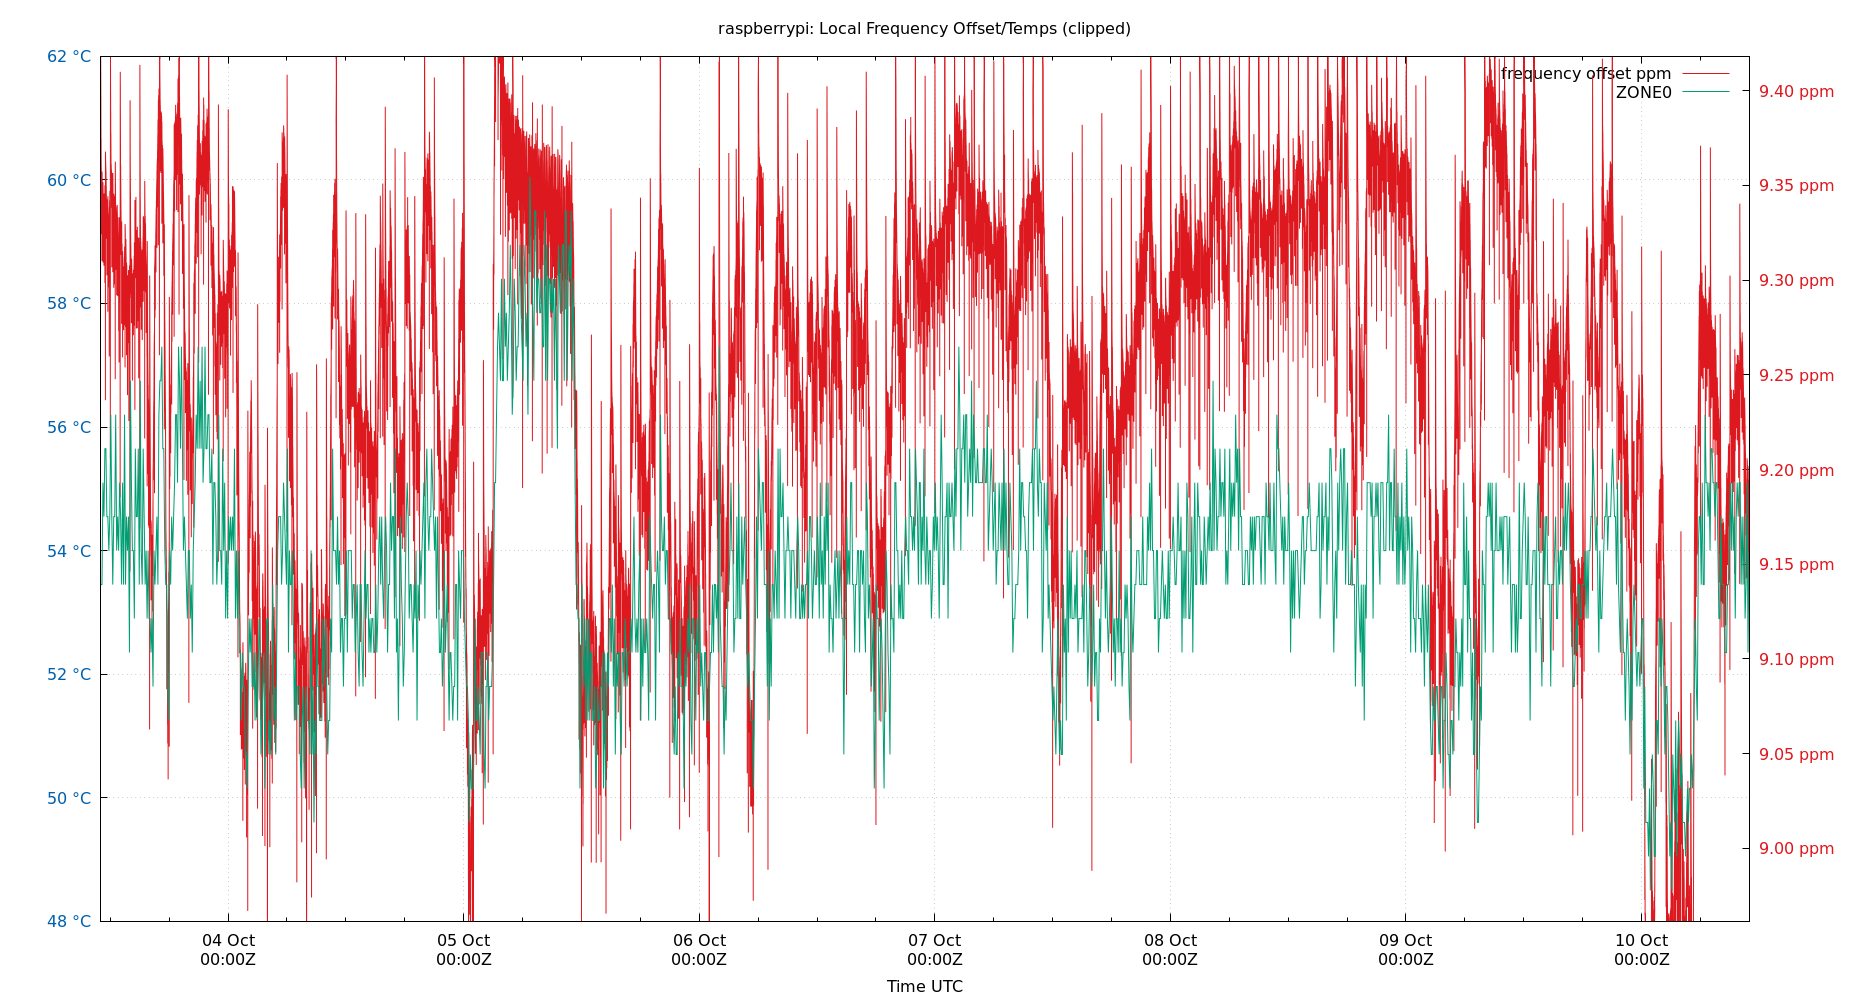 raspberrypi: Local Frequency Offset/Temps (clipped)
62 °C
60 °C
58 °C
56 °C
54 °C
52 °C
50 °C
48 °C
frequency offset ppm
ZONE0
9.40 ppm
9.35 ppm
9.30 ppm
9.25 ppm
9.20 ppm
9.15 ppm
9.10 ppm
9.05 ppm
9.00 ppm
04 Oct
00:00Z
05 Oct
00:00Z
06 Oct
00:00Z
07 Oct
00:00Z
08 Oct
00:00Z
09 Oct
00:00Z
10 Oct
00:00Z
Time UTC